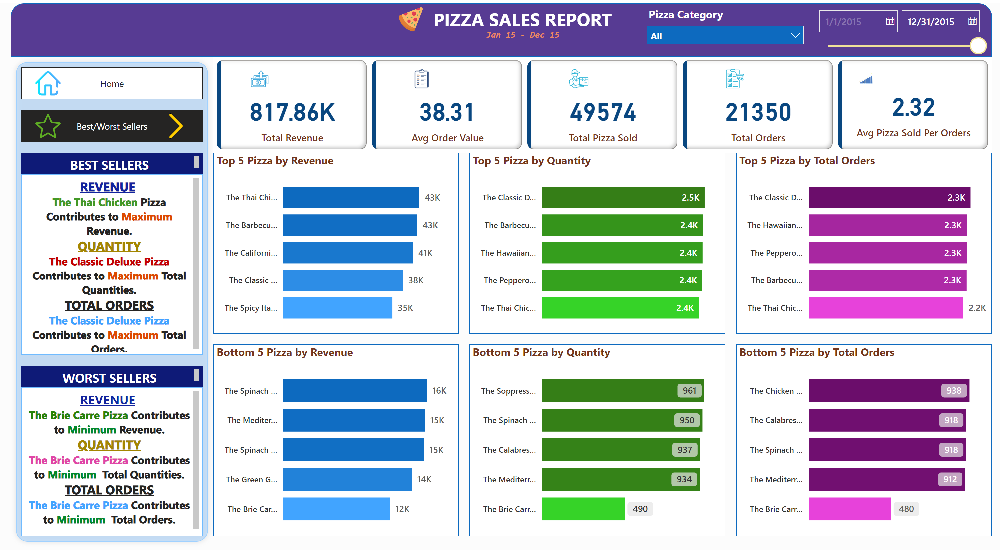 PIZZA SALES REPORT
Jan 15 - Dec 15
Pizza Category
All
1/1/2015
12/31/2015
Home
Best/Worst Sellers
817.86K
Total Revenue
38.31
Avg Order Value
49574
Total Pizza Sold
21350
Total Orders
2.32
Avg Pizza Sold Per Orders
BEST SELLERS
REVENUE
The Thai Chicken Pizza
Contributes to Maximum
Revenue.
QUANTITY
The Classic Deluxe Pizza
Contributes to Maximum Total
Quantities.
TOTAL ORDERS
The Classic Deluxe Pizza
Contributes to Maximum Total
Orders.
WORST SELLERS
REVENUE
The Brie Carre Pizza Contributes
to Minimum Revenue.
QUANTITY
The Brie Carre Pizza Contributes
to Minimum Total Quantities.
TOTAL ORDERS
The Brie Carre Pizza Contributes
to Minimum Total Orders.
Top 5 Pizza by Revenue
The Thai Chi... 43K
The Barbecu... 43K
The Californi... 41K
The Classic ... 38K
The Spicy Ita... 35K
Top 5 Pizza by Quantity
The Classic D... 2.5K
The Barbecu... 2.4K
The Hawaiian... 2.4K
The Peppero... 2.4K
The Thai Chic... 2.4K
Top 5 Pizza by Total Orders
The Classic D... 2.3K
The Hawaiian... 2.3K
The Peppero... 2.3K
The Barbecu... 2.3K
The Thai Chic... 2.2K
Bottom 5 Pizza by Revenue
The Spinach ... 16K
The Mediter... 15K
The Spinach ... 15K
The Green G... 14K
The Brie Car... 12K
Bottom 5 Pizza by Quantity
The Soppress... 961
The Spinach ... 950
The Calabres... 937
The Mediterr... 934
The Brie Carr... 490
Bottom 5 Pizza by Total Orders
The Chicken ... 938
The Calabres... 918
The Spinach ... 918
The Mediterr... 912
The Brie Carr... 480